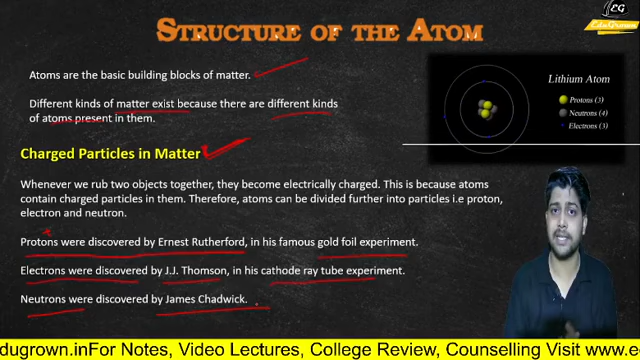 EG
EduGrown
STRUCTURE OF THE ATOM
Atoms are the basic building blocks of matter.
Different kinds of matter exist because there are different kinds
of atoms present in them.
Lithium Atom
Protons (3)
Neutrons (4)
Electrons (3)
Charged Particles in Matter
Whenever we rub two objects together, they become electrically charged. This is because atoms
contain charged particles in them. Therefore, atoms can be divided further into particles i.e proton,
electron and neutron.
Protons were discovered by Ernest Rutherford, in his famous gold foil experiment.
Electrons were discovered by J.J. Thomson, in his cathode ray tube experiment.
Neutrons were discovered by James Chadwick.
edugrown.inFor Notes, Video Lectures, College Review, Counselling Visit www.e